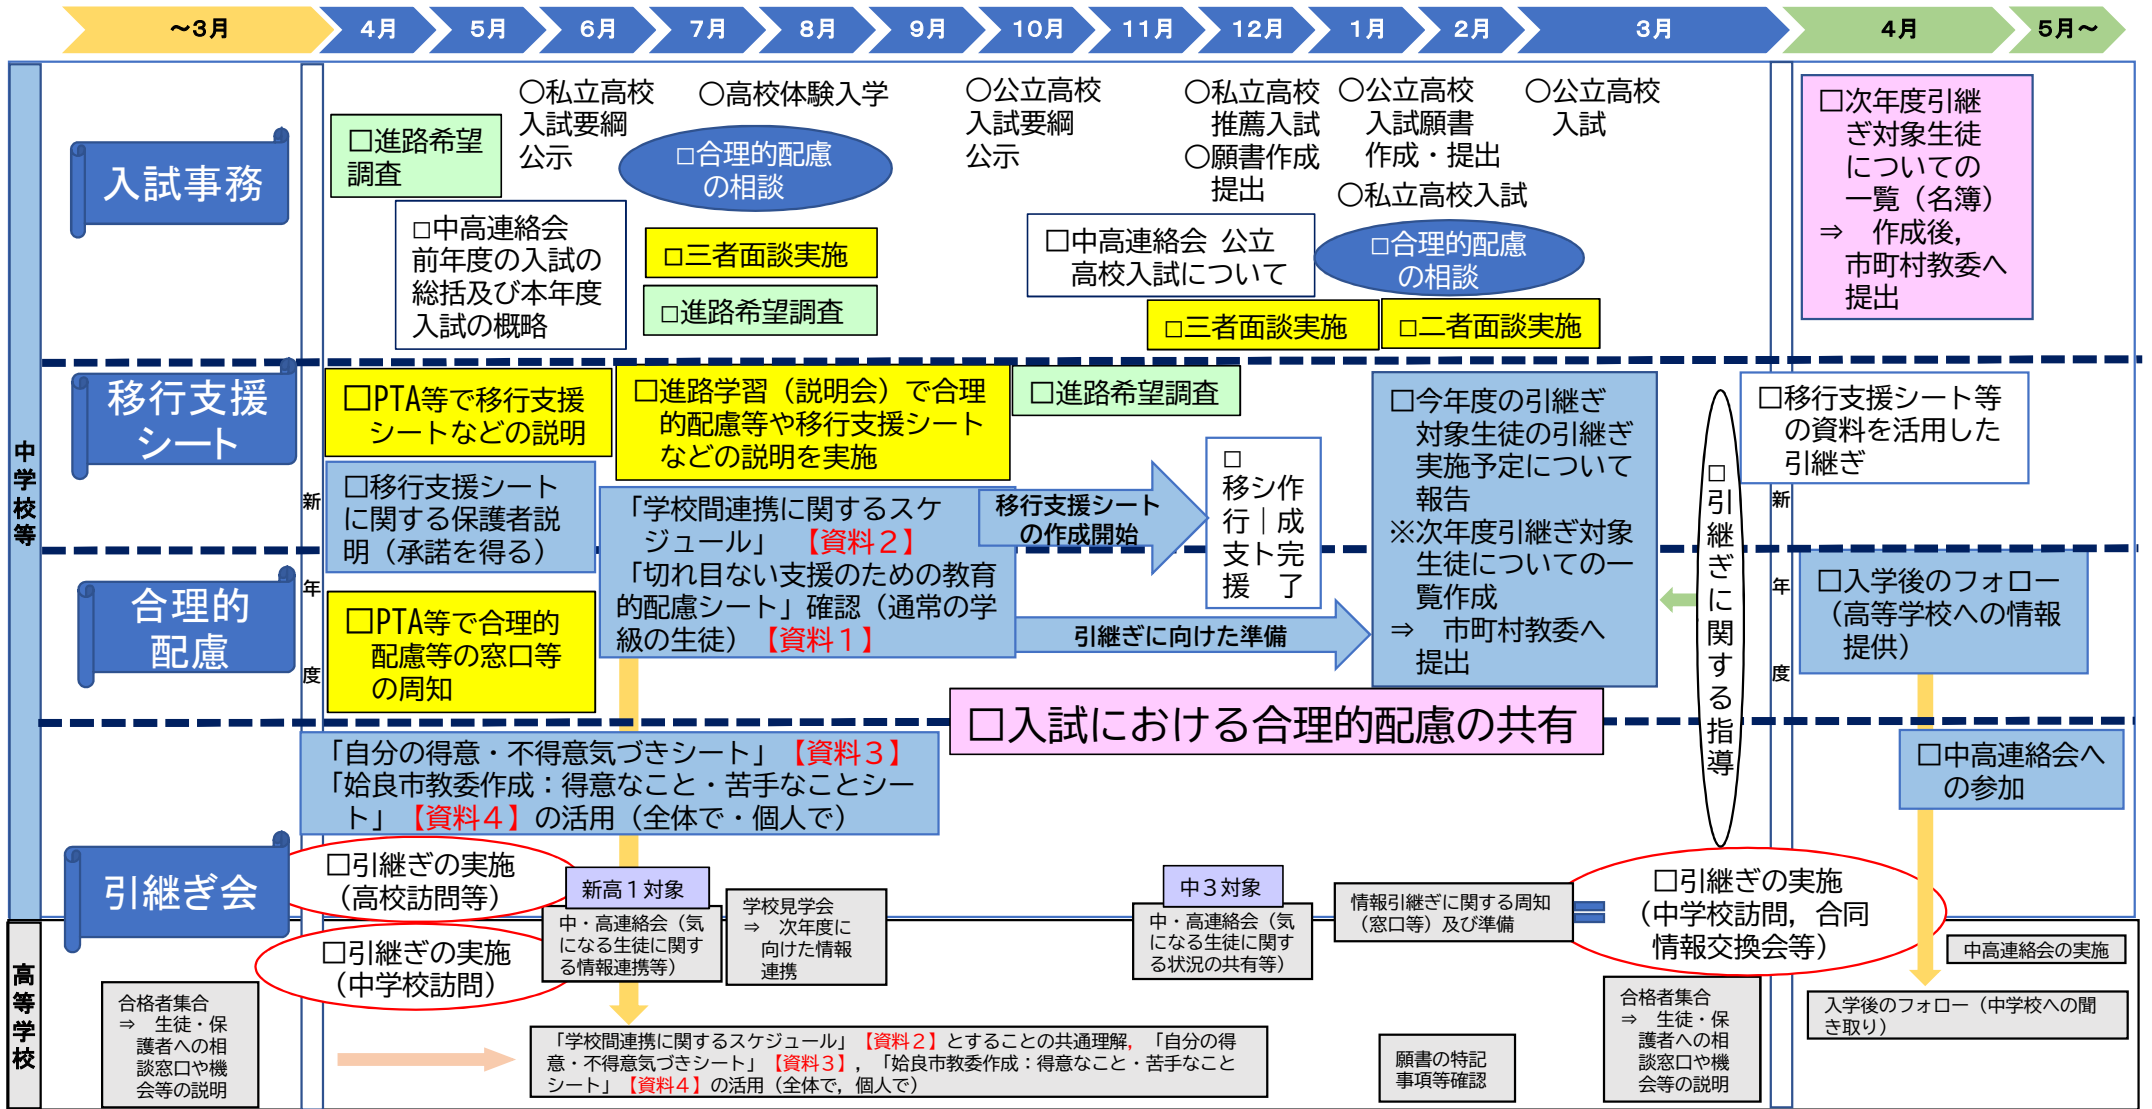 ～3月
4月
5月
6月
7月
8月
9月
10月
11月
12月
1月
2月
3月
4月
5月～
中学校等
高等学校
新年度
新年度
入試事務
□進路希望
調査
○私立高校
入試要綱
公示
○高校体験入学
□合理的配慮
の相談
□中高連絡会
前年度の入試の
総括及び本年度
入試の概略
□三者面談実施
□進路希望調査
○公立高校
入試要綱
公示
○私立高校
推薦入試
○願書作成
提出
○公立高校
入試願書
作成・提出
○私立高校入試
○公立高校
入試
□中高連絡会 公立
高校入試について
□合理的配慮
の相談
□三者面談実施
□二者面談実施
□次年度引継
ぎ対象生徒
についての
一覧（名簿）
⇒ 作成後，
市町村教委へ
提出
移行支援
シート
□PTA等で移行支援
シートなどの説明
□進路学習（説明会）で合理
的配慮等や移行支援シート
などの説明を実施
□進路希望調査
□移行支援シート
に関する保護者説
明（承諾を得る）
「学校間連携に関するスケ
ジュール」 【資料２】
「切れ目ない支援のための教育
的配慮シート」確認（通常の学
級の生徒）【資料１】
移行支援シート
の作成開始
□
移行支援
シート
作成完了
□今年度の引継ぎ
対象生徒の引継ぎ
実施予定について
報告
※次年度引継ぎ対象
生徒についての一
覧作成
⇒ 市町村教委へ
提出
□引継ぎに関する指導
□移行支援シート等
の資料を活用した
引継ぎ
合理的
配慮
□PTA等で合理的
配慮等の窓口等
の周知
引継ぎに向けた準備
□入学後のフォロー
（高等学校への情報
提供）
□入試における合理的配慮の共有
「自分の得意・不得意気づきシート」【資料３】
「姶良市教委作成：得意なこと・苦手なことシー
ト」【資料４】の活用（全体で・個人で）
□中高連絡会へ
の参加
引継ぎ会
□引継ぎの実施
（高校訪問等）
□引継ぎの実施
（中学校訪問）
新高１対象
中・高連絡会（気
になる生徒に関す
る情報連携等）
学校見学会
⇒ 次年度に
向けた情報
連携
中３対象
中・高連絡会（気
になる生徒に関す
る状況の共有等）
情報引継ぎに関する周知
（窓口等）及び準備
□引継ぎの実施
（中学校訪問，合同
情報交換会等）
中高連絡会の実施
合格者集合
⇒ 生徒・保
護者への相
談窓口や機
会等の説明
「学校間連携に関するスケジュール」【資料２】とすることの共通理解，「自分の得
意・不得意気づきシート」【資料３】，「姶良市教委作成：得意なこと・苦手なこと
シート」【資料４】の活用（全体で，個人で）
願書の特記
事項等確認
合格者集合
⇒ 生徒・保
護者への相
談窓口や機
会等の説明
入学後のフォロー（中学校への聞
き取り）